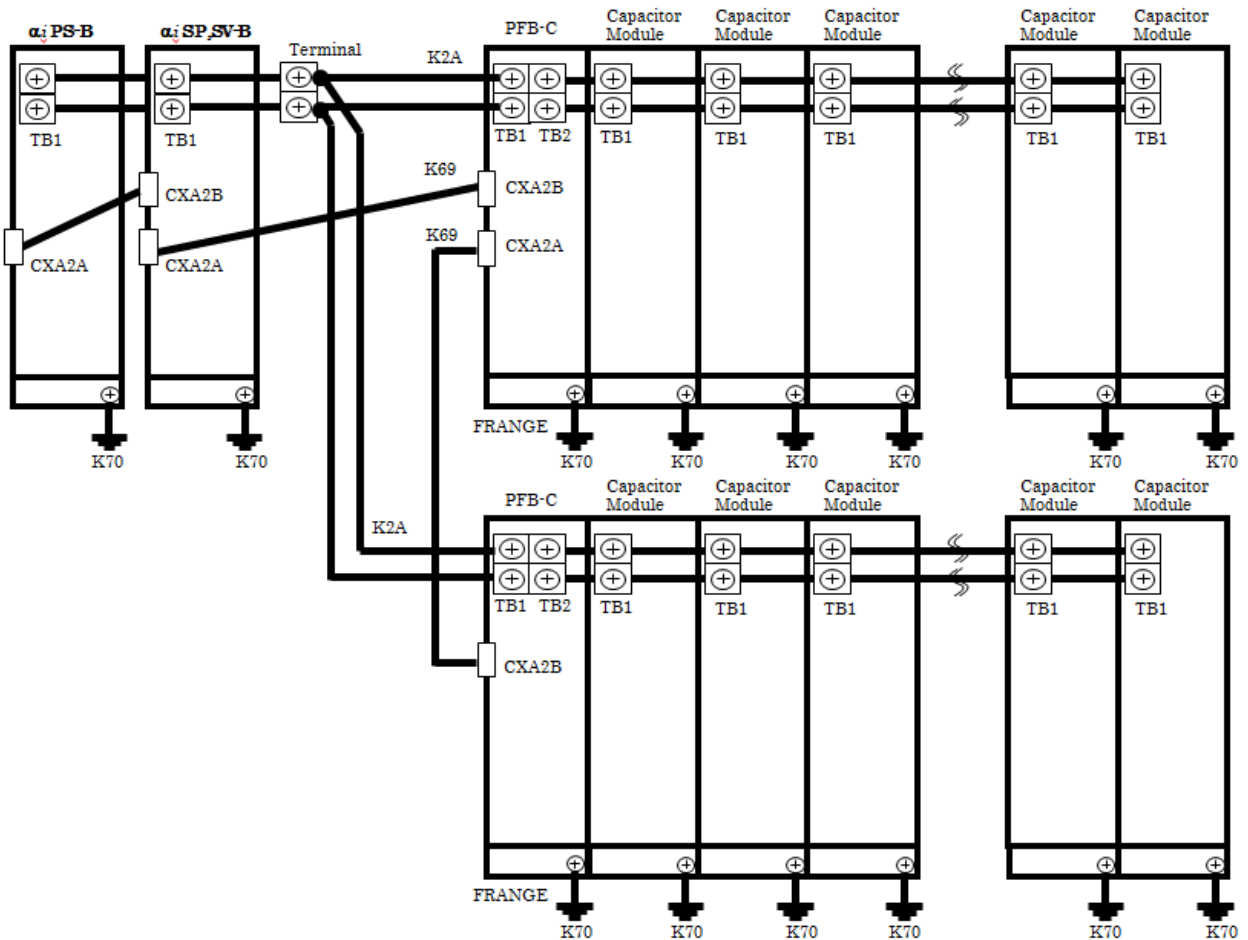 αi PS-B
αi SP,SV-B
Terminal
PFB-C
Capacitor
Module
Capacitor
Module
Capacitor
Module
Capacitor
Module
Capacitor
Module
K2A
TB1
TB1
TB1
TB2
TB1
TB1
TB1
TB1
TB1
K69
CXA2B
CXA2B
K69
CXA2A
CXA2A
CXA2A
FRANGE
K70
K70
K70
K70
K70
K70
K70
K70
PFB-C
Capacitor
Module
Capacitor
Module
Capacitor
Module
Capacitor
Module
Capacitor
Module
K2A
TB1
TB2
TB1
TB1
TB1
TB1
TB1
CXA2B
FRANGE
K70
K70
K70
K70
K70
K70